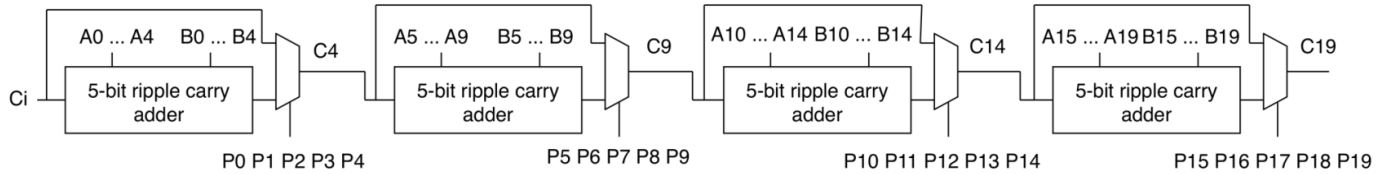 A0 ... A4 B0 ... B4 C4 A5 ... A9 B5 ... B9 C9 A10 ... A14 B10 ... B14 C14 A15 ... A19 B15 ... B19 C19
Ci
5-bit ripple carry
adder
5-bit ripple carry
adder
5-bit ripple carry
adder
5-bit ripple carry
adder
P0 P1 P2 P3 P4
P5 P6 P7 P8 P9
P10 P11 P12 P13 P14
P15 P16 P17 P18 P19